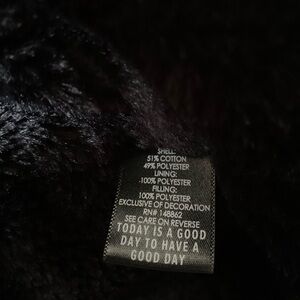 SHELL:
51% COTTON
49% POLYESTER
LINING:
100% POLYESTER
FILLING:
100% POLYESTER
EXCLUSIVE OF DECORATION
RN# 148862
SEE CARE ON REVERSE
TODAY IS A GOOD
DAY TO HAVE A
GOOD DAY